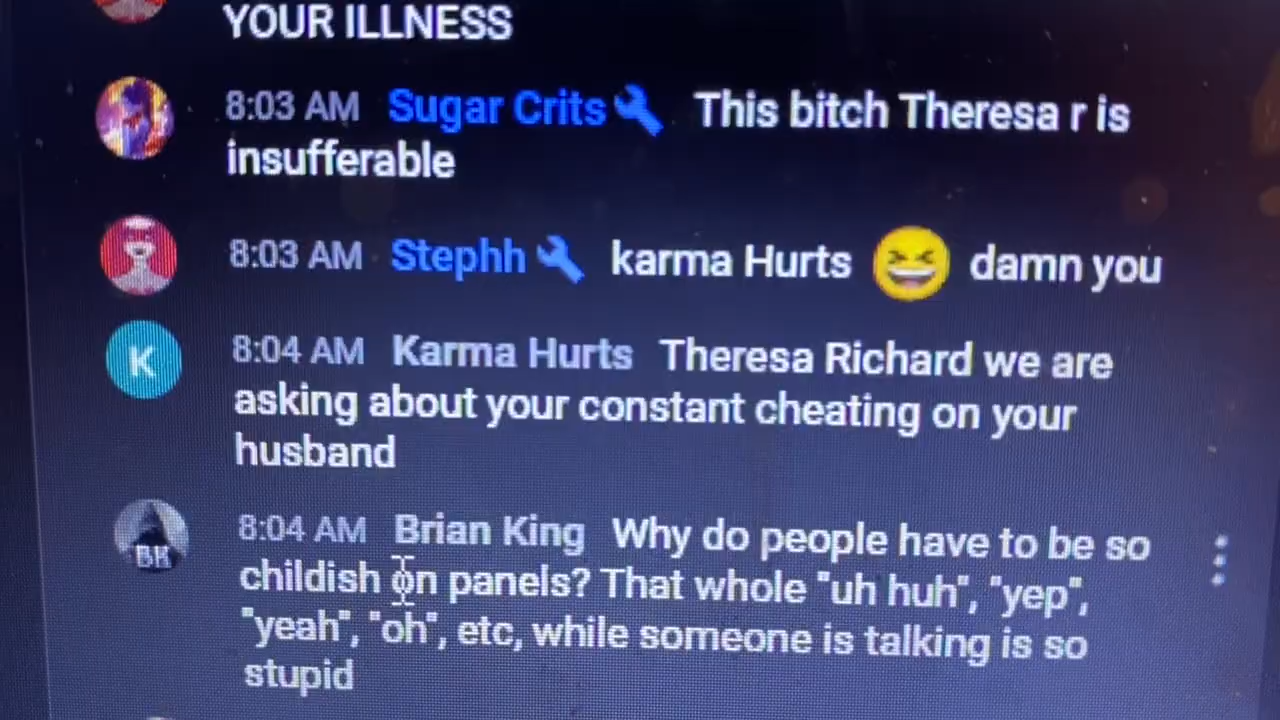 YOUR ILLNESS
8:03 AM Sugar Crits This bitch Theresa r is
insufferable
8:03 AM Stephh karma Hurts 😆 damn you
K
8:04 AM Karma Hurts Theresa Richard we are
asking about your constant cheating on your
husband
BK
8:04 AM Brian King Why do people have to be so
childish on panels? That whole "uh huh", "yep",
"yeah", "oh", etc, while someone is talking is so
stupid